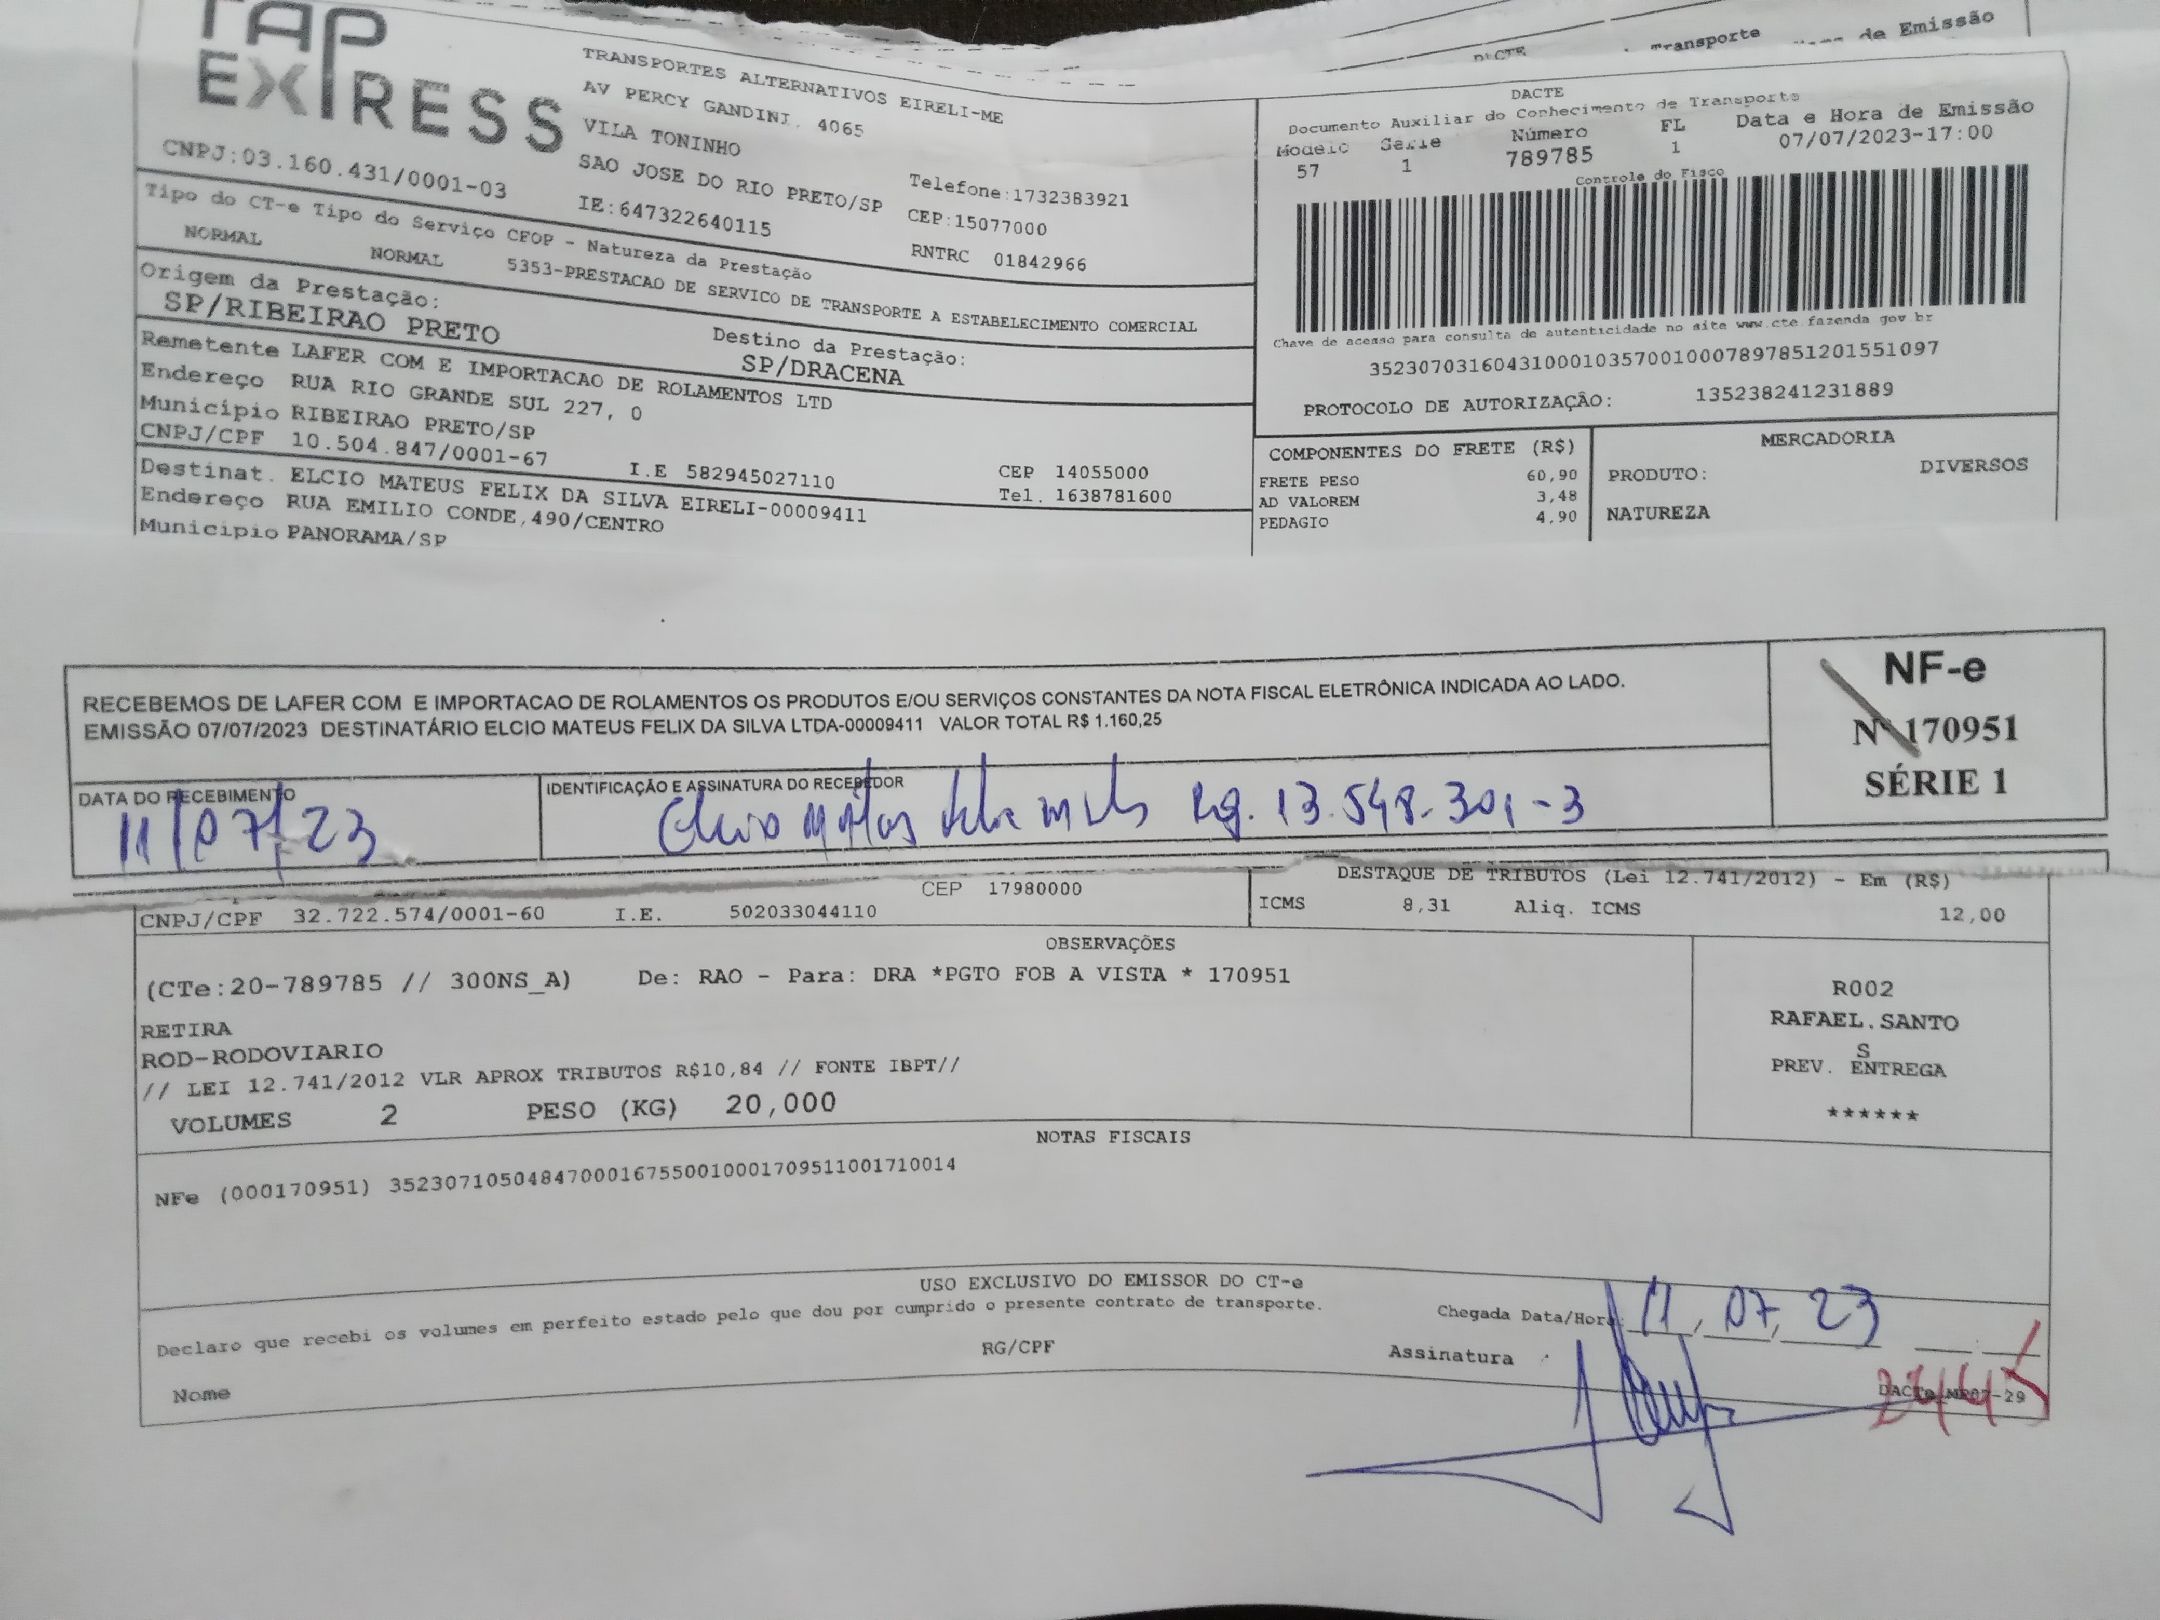 TAP
EXPRESS
TRANSPORTES ALTERNATIVOS EIRELI-ME
AV PERCY GANDINI, 4065
VILA TONINHO
SAO JOSE DO RIO PRETO/SP
Telefone:1732383921
CNPJ:03.160.431/0001-03
IE:647322640115
CEP:15077000
RNTRC 01842966
Tipo do CT-e Tipo do Serviço CFOP - Natureza da Prestação
NORMAL NORMAL 5353-PRESTACAO DE SERVICO DE TRANSPORTE A ESTABELECIMENTO COMERCIAL
Origem da Prestação:
SP/RIBEIRAO PRETO
Destino da Prestação:
SP/DRACENA
Remetente LAFER COM E IMPORTACAO DE ROLAMENTOS LTD
Endereço RUA RIO GRANDE SUL 227, 0
Município RIBEIRAO PRETO/SP
CEP 14055000
CNPJ/CPF 10.504.847/0001-67 I.E 582945027110 Tel. 1638781600
Destinat. ELCIO MATEUS FELIX DA SILVA EIRELI-00009411
Endereço RUA EMILIO CONDE,490/CENTRO
Municipio PANORAMA/SP
DACTE
Transporte de Emissão
DACTE
Documento Auxiliar do Conhecimento de Transporte
Modelo Serie Número FL Data e Hora de Emissão
57 1 789785 1 07/07/2023-17:00
Controle do Fisco
Chave de acesso para consulta de autenticidade no site www.cte.fazenda gov br
35230703160431000103570010007897851201551097
PROTOCOLO DE AUTORIZAÇÃO: 135238241231889
COMPONENTES DO FRETE (R$)
FRETE PESO 60,90
AD VALOREM 3,48
PEDAGIO 4,90
MERCADORIA
PRODUTO: DIVERSOS
NATUREZA
RECEBEMOS DE LAFER COM E IMPORTACAO DE ROLAMENTOS OS PRODUTOS E/OU SERVIÇOS CONSTANTES DA NOTA FISCAL ELETRÔNICA INDICADA AO LADO.
EMISSÃO 07/07/2023 DESTINATÁRIO ELCIO MATEUS FELIX DA SILVA LTDA-00009411 VALOR TOTAL R$ 1.160,25
NF-e
Nº 170951
SÉRIE 1
DATA DO RECEBIMENTO
11/07/23
IDENTIFICAÇÃO E ASSINATURA DO RECEBEDOR
Rg. 13.548.301-3
CEP 17980000
CNPJ/CPF 32.722.574/0001-60 I.E. 502033044110
DESTAQUE DE TRIBUTOS (Lei 12.741/2012) - Em (R$)
ICMS 8,31 Aliq. ICMS 12,00
OBSERVAÇÕES
(CTe:20-789785 // 300NS_A) De: RAO - Para: DRA *PGTO FOB A VISTA * 170951
RETIRA
ROD-RODOVIARIO
// LEI 12.741/2012 VLR APROX TRIBUTOS R$10,84 // FONTE IBPT//
VOLUMES 2 PESO (KG) 20,000
R002
RAFAEL.SANTO
S
PREV. ENTREGA
******
NOTAS FISCAIS
NFe (000170951) 35230710504847000167550010001709511001710014
USO EXCLUSIVO DO EMISSOR DO CT-e
Declaro que recebi os volumes em perfeito estado pelo que dou por cumprido o presente contrato de transporte.
Chegada Data/Hora: 11, 07, 23
Nome RG/CPF Assinatura